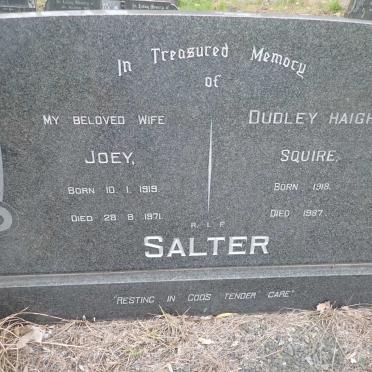 In Treasured Memory
of
MY BELOVED WIFE
JOEY,
BORN 10. 1. 1919.
DIED 28. 8. 1971.
DUDLEY HAIGH
SQUIRE,
BORN 1918.
DIED 1987.
R. I. P.
SALTER
"RESTING IN GODS TENDER CARE"